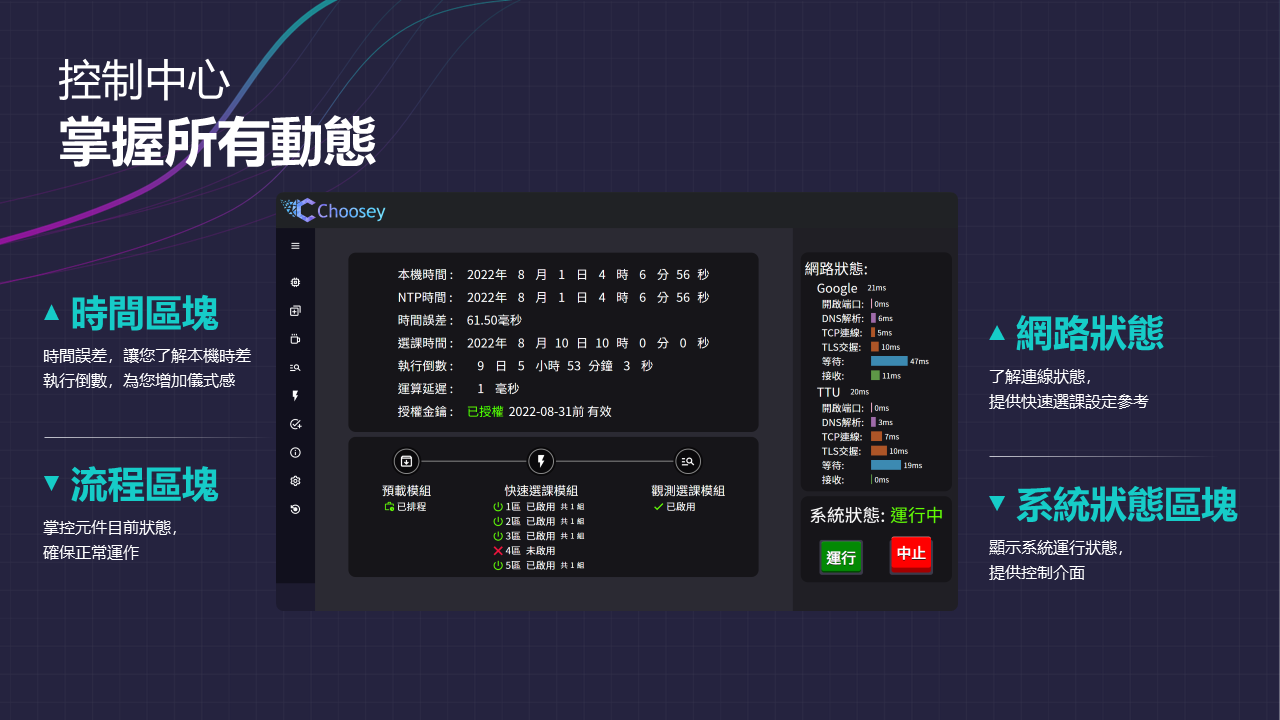 控制中心
掌握所有動態
Choosey
▲ 時間區塊
時間誤差，讓您了解本機時差
執行倒數，為您增加儀式感
▼ 流程區塊
掌控元件目前狀態，
確保正常運作
本機時間： 2022年 8 月 1 日 4 時 6 分 56 秒
NTP時間： 2022年 8 月 1 日 4 時 6 分 56 秒
時間誤差： 61.50毫秒
選課時間： 2022年 8 月 10 日 10 時 0 分 0 秒
執行倒數： 9 日 5 小時 53 分鐘 3 秒
運算延遲： 1 毫秒
授權金鑰： 已授權 2022-08-31前 有效
預載模組
已排程
快速選課模組
1區 已啟用 共 1 組
2區 已啟用 共 1 組
3區 已啟用 共 1 組
4區 未啟用
5區 已啟用 共 1 組
觀測選課模組
已啟用
網路狀態:
Google 21ms
開啟端口: 0ms
DNS解析: 6ms
TCP連線: 5ms
TLS交握: 10ms
等待: 47ms
接收: 11ms
TTU 20ms
開啟端口: 0ms
DNS解析: 3ms
TCP連線: 7ms
TLS交握: 10ms
等待: 19ms
接收: 0ms
系統狀態: 運行中
運行 中止
▲ 網路狀態
了解連線狀態，
提供快速選課設定參考
▼ 系統狀態區塊
顯示系統運行狀態，
提供控制介面